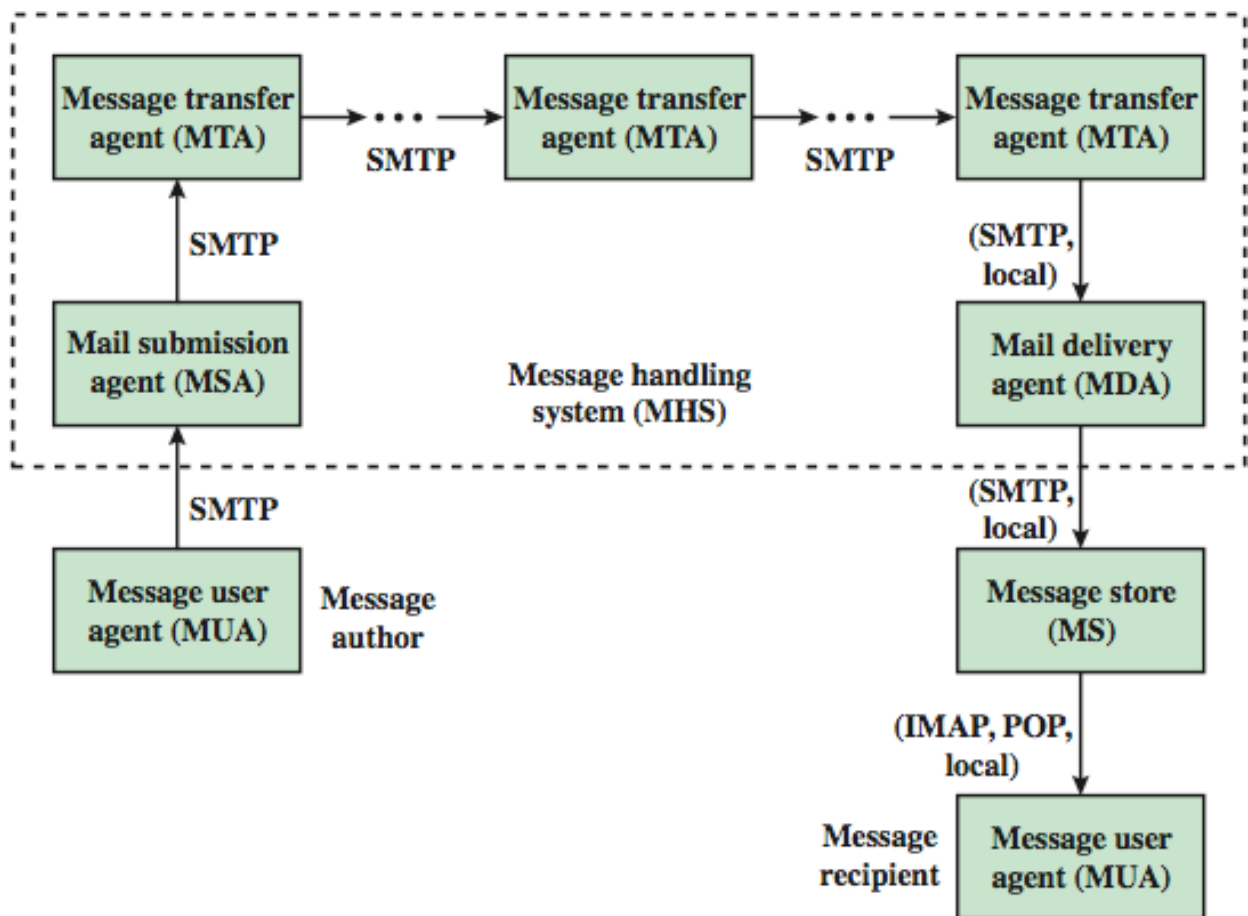 Message transfer
agent (MTA)
SMTP
Message transfer
agent (MTA)
SMTP
Message transfer
agent (MTA)
SMTP
(SMTP,
local)
Mail submission
agent (MSA)
Message handling
system (MHS)
Mail delivery
agent (MDA)
SMTP
(SMTP,
local)
Message user
agent (MUA)
Message
author
Message store
(MS)
(IMAP, POP,
local)
Message
recipient
Message user
agent (MUA)